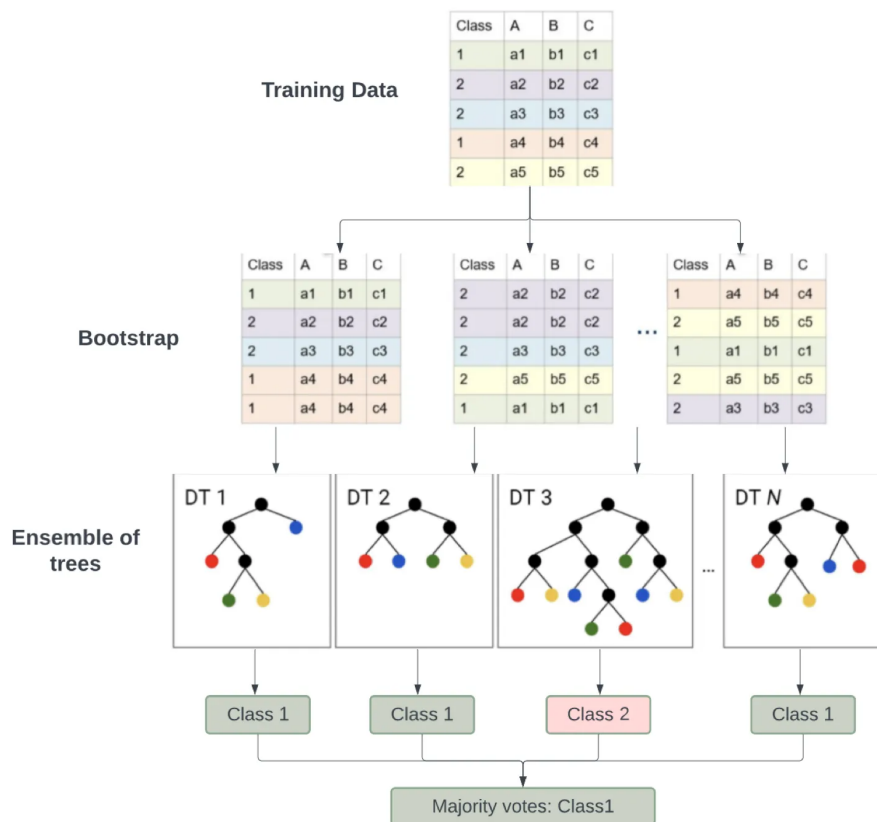 Class A B C
1 a1 b1 c1
2 a2 b2 c2
Training Data
2 a3 b3 c3
1 a4 b4 c4
2 a5 b5 c5
Class A B C
1 a1 b1 c1
2 a2 b2 c2
2 a3 b3 c3
1 a4 b4 c4
1 a4 b4 c4
Class A B C
2 a2 b2 c2
2 a2 b2 c2
2 a3 b3 c3
2 a5 b5 c5
1 a1 b1 c1
...
Class A B C
1 a4 b4 c4
2 a5 b5 c5
1 a1 b1 c1
2 a5 b5 c5
2 a3 b3 c3
Bootstrap
DT 1
DT 2
DT 3
...
DT N
Ensemble of
trees
Class 1
Class 1
Class 2
Class 1
Majority votes: Class1